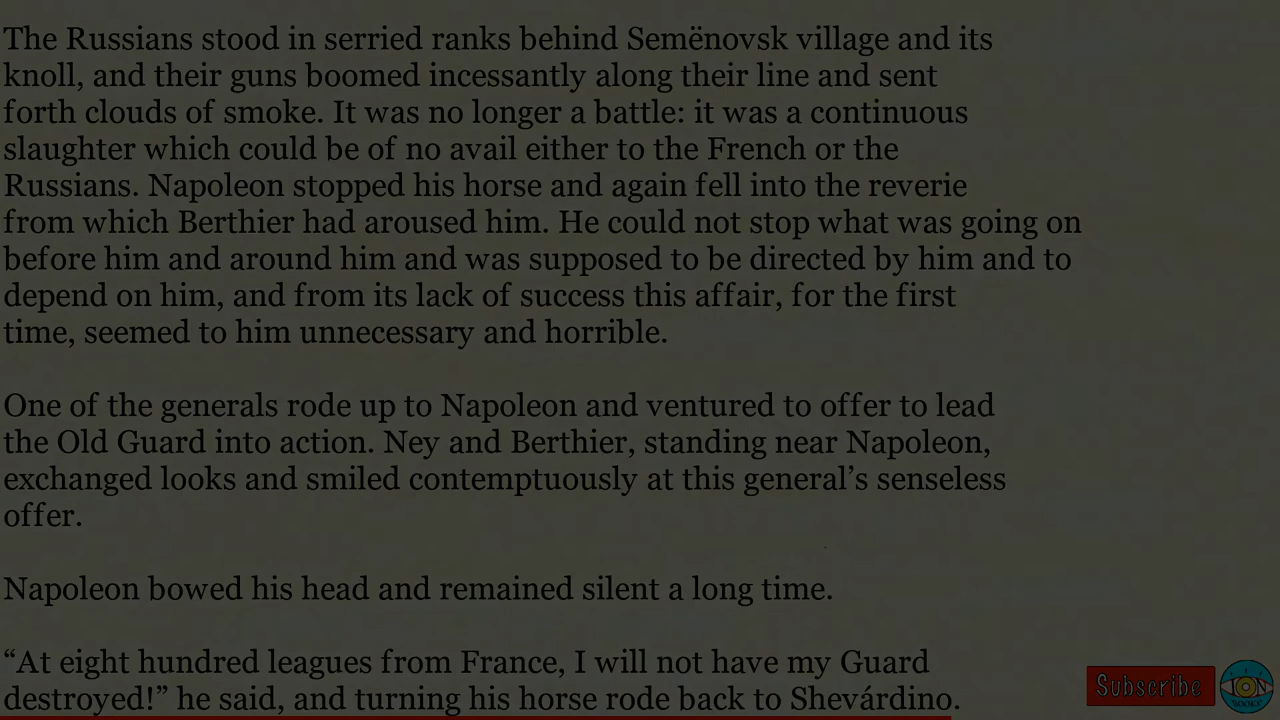 The Russians stood in serried ranks behind Semënovsk village and its
knoll, and their guns boomed incessantly along their line and sent
forth clouds of smoke. It was no longer a battle: it was a continuous
slaughter which could be of no avail either to the French or the
Russians. Napoleon stopped his horse and again fell into the reverie
from which Berthier had aroused him. He could not stop what was going on
before him and around him and was supposed to be directed by him and to
depend on him, and from its lack of success this affair, for the first
time, seemed to him unnecessary and horrible.
One of the generals rode up to Napoleon and ventured to offer to lead
the Old Guard into action. Ney and Berthier, standing near Napoleon,
exchanged looks and smiled contemptuously at this general’s senseless
offer.
Napoleon bowed his head and remained silent a long time.
“At eight hundred leagues from France, I will not have my Guard
destroyed!” he said, and turning his horse rode back to Shevárdino.
Subscribe
ION
BOOKS